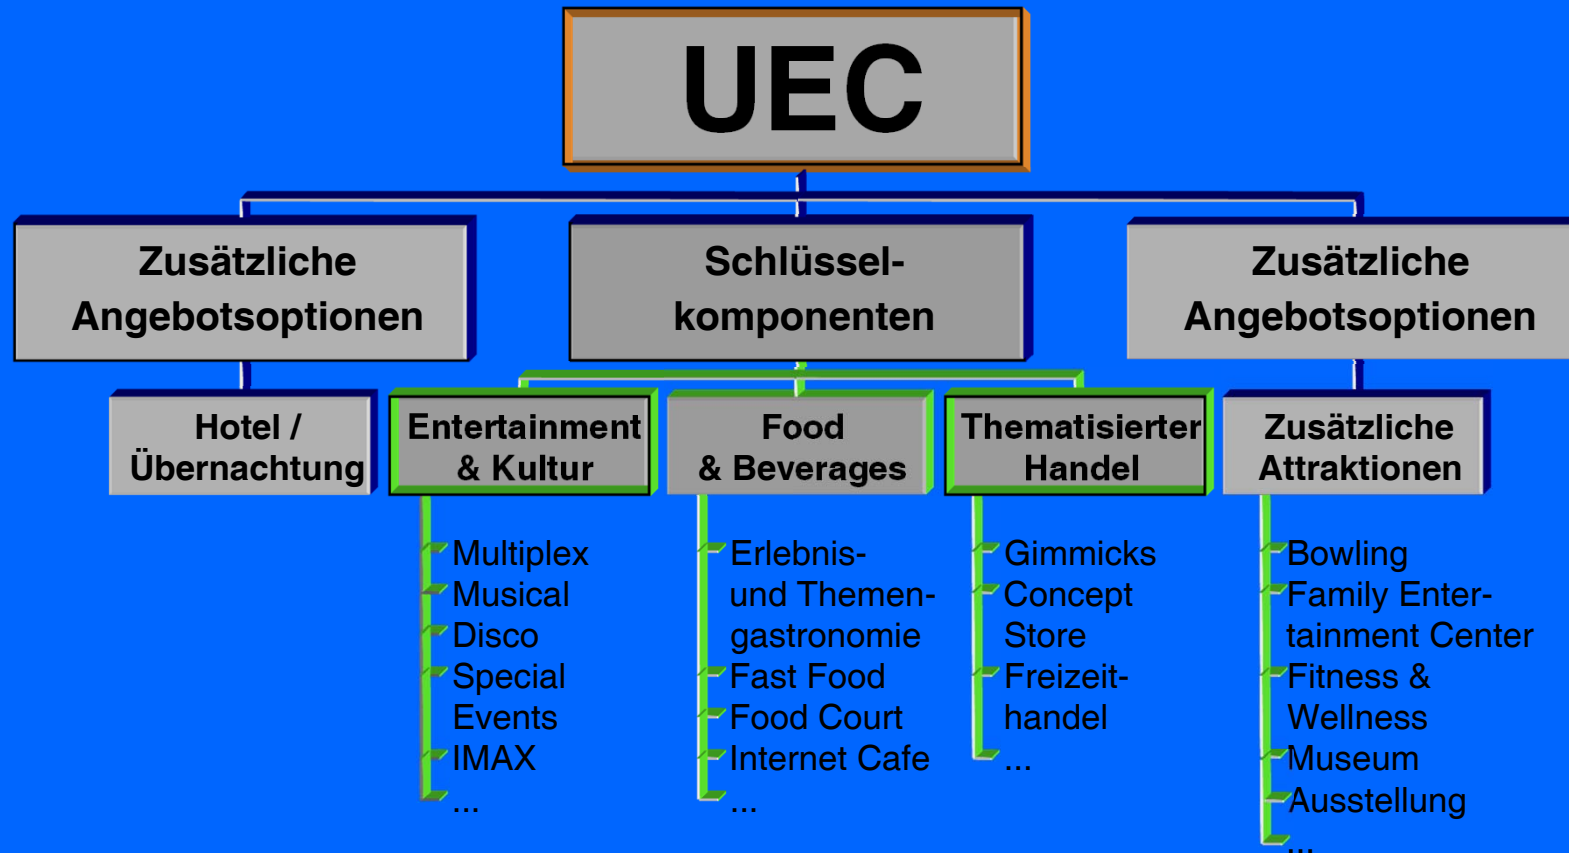 UEC
Zusätzliche
Angebotsoptionen
Schlüssel-
komponenten
Zusätzliche
Angebotsoptionen
Hotel /
Übernachtung
Entertainment
& Kultur
Multiplex
Musical
Disco
Special
Events
IMAX
...
Food
& Beverages
Erlebnis-
und Themen-
gastronomie
Fast Food
Food Court
Internet Cafe
...
Thematisierter
Handel
Gimmicks
Concept
Store
Freizeit-
handel
...
Zusätzliche
Attraktionen
Bowling
Family Enter-
tainment Center
Fitness &
Wellness
Museum
Ausstellung
...